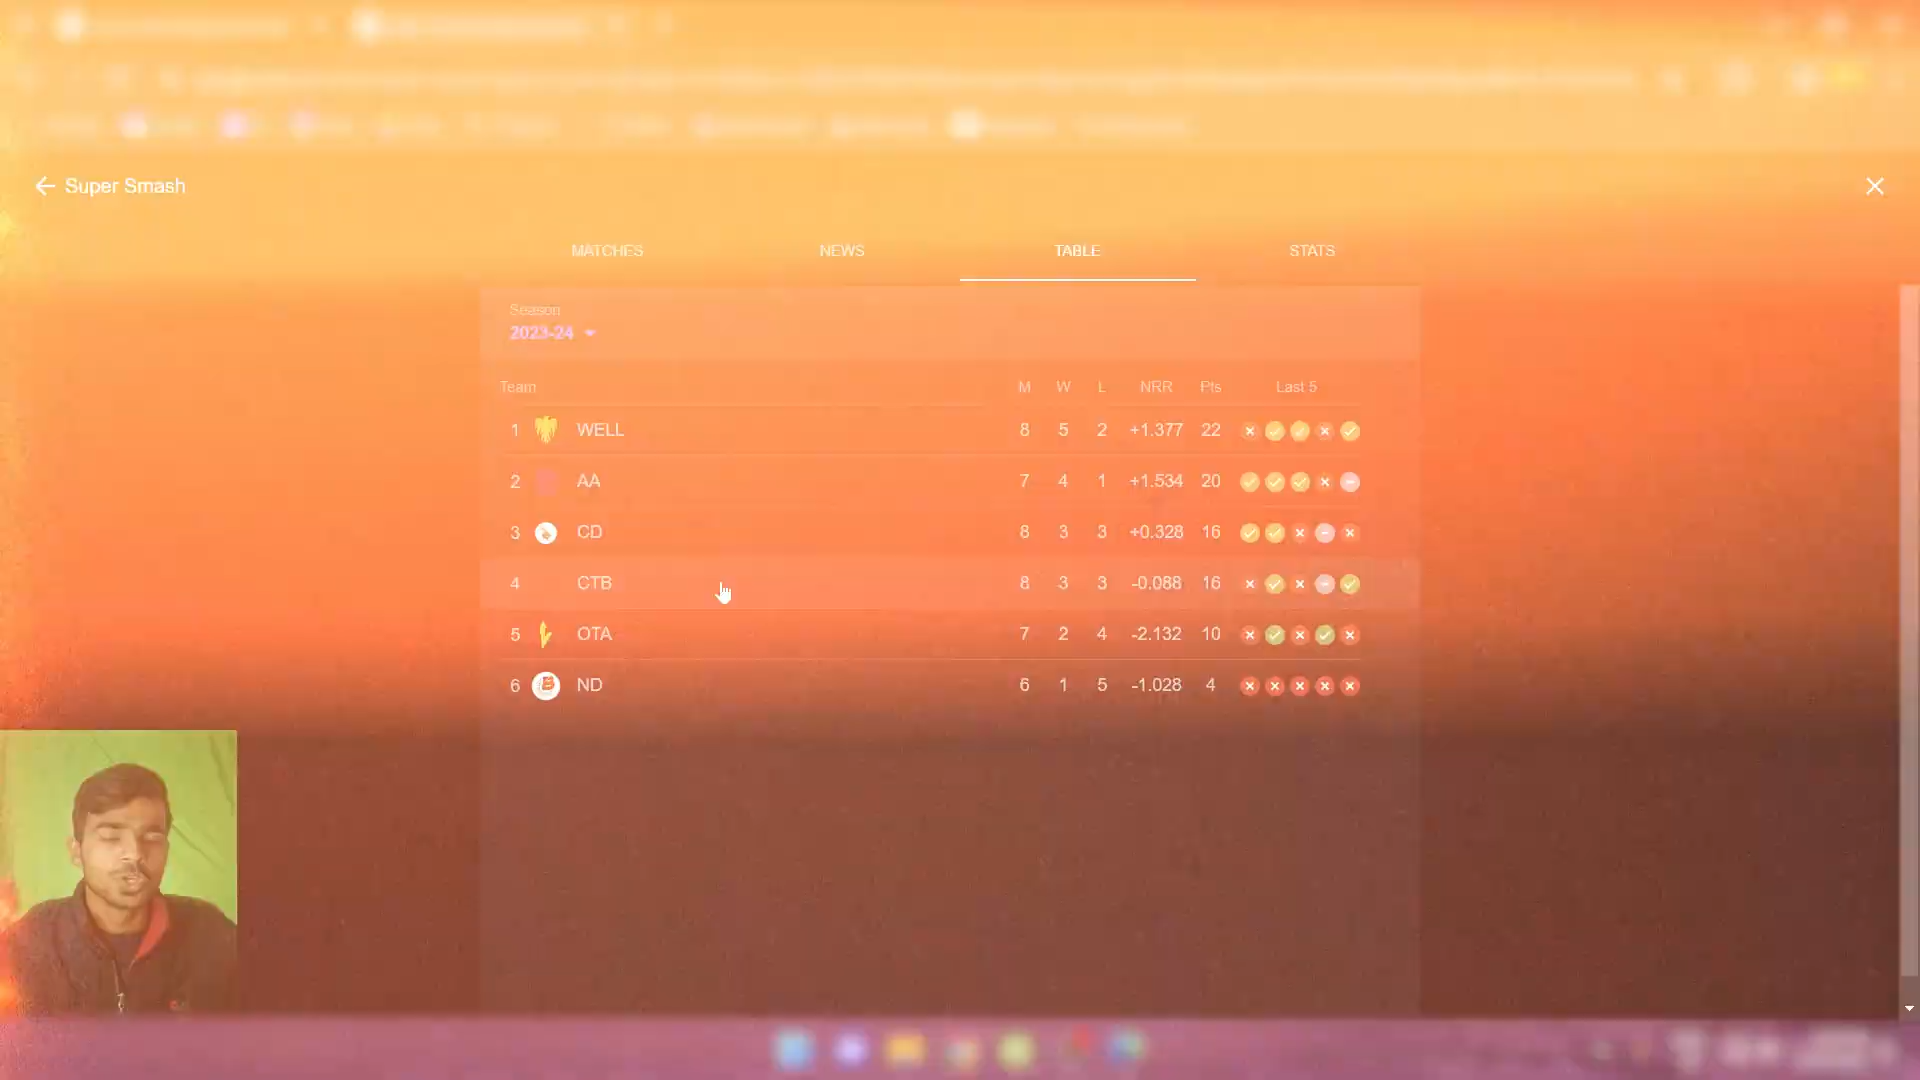 Super Smash
MATCHES NEWS TABLE STATS
Season
2023-24
Team M W L NRR Pts Last 5
1 WELL 8 5 2 +1.377 22
2 AA 7 4 1 +1.534 20
3 CD 8 3 3 +0.328 16
4 CTB 8 3 3 -0.088 16
5 OTA 7 2 4 -2.132 10
6 ND 6 1 5 -1.028 4